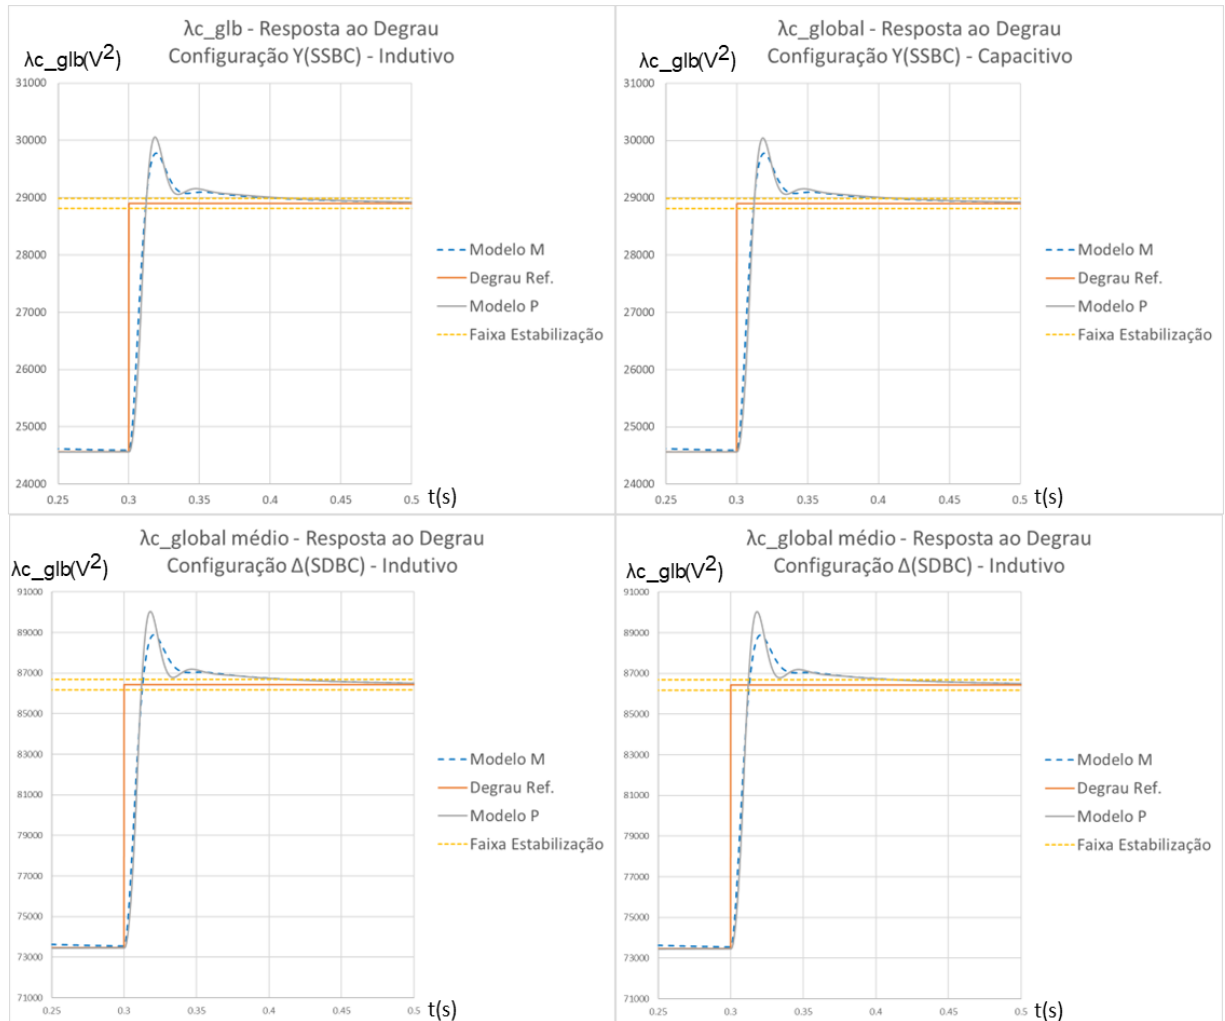 λc_glb - Resposta ao Degrau
Configuração Y(SSBC) - Indutivo
λc_glb(V²)
31000
30000
29000
28000
27000
26000
25000
24000
0.25
0.3
0.35
0.4
0.45
0.5
t(s)
Modelo M
Degrau Ref.
Modelo P
Faixa Estabilização
λc_global - Resposta ao Degrau
Configuração Y(SSBC) - Capacitivo
λc_glb(V²)
31000
30000
29000
28000
27000
26000
25000
24000
0.25
0.3
0.35
0.4
0.45
0.5
t(s)
Modelo M
Degrau Ref.
Modelo P
Faixa Estabilização
λc_global médio - Resposta ao Degrau
Configuração Δ(SDBC) - Indutivo
λc_glb(V²)
91000
89000
87000
85000
83000
81000
79000
77000
75000
73000
71000
0.25
0.3
0.35
0.4
0.45
0.5
t(s)
Modelo M
Degrau Ref.
Modelo P
Faixa Estabilização
λc_global médio - Resposta ao Degrau
Configuração Δ(SDBC) - Indutivo
λc_glb(V²)
91000
89000
87000
85000
83000
81000
79000
77000
75000
73000
71000
0.25
0.3
0.35
0.4
0.45
0.5
t(s)
Modelo M
Degrau Ref.
Modelo P
Faixa Estabilização